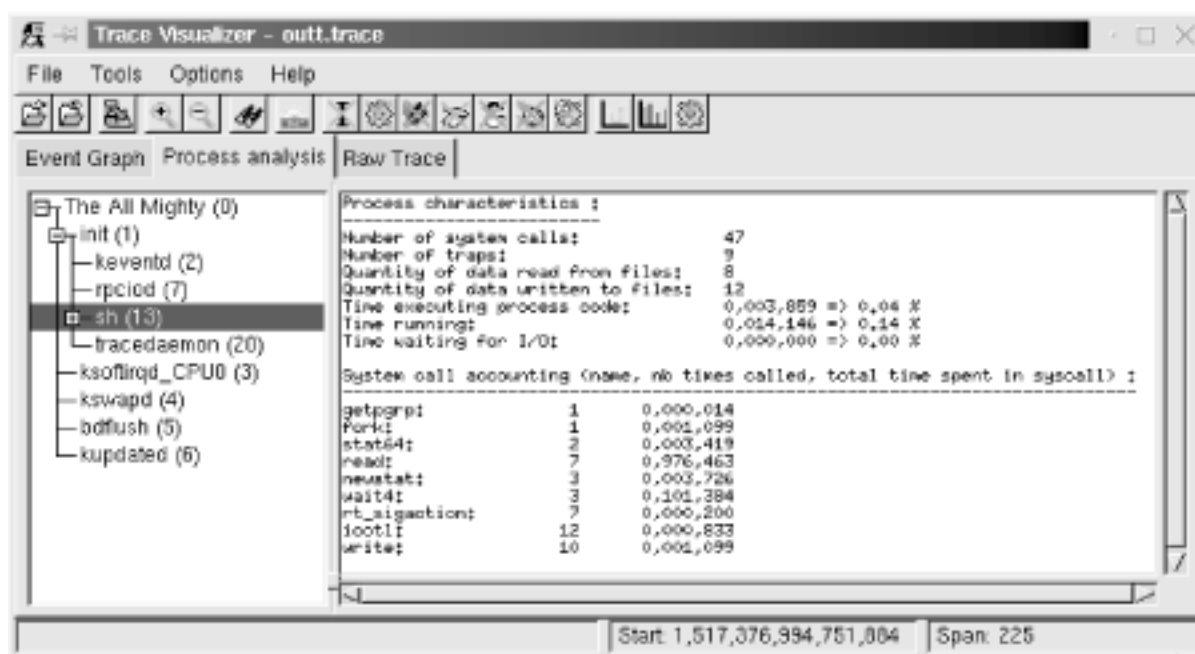 Trace Visualizer - outt.trace
File Tools Options Help
Event Graph Process analysis Raw Trace
The All Mighty (0)
init (1)
keventd (2)
rpciod (7)
sh (13)
tracedaemon (20)
ksoftirqd_CPU0 (3)
kswapd (4)
bdflush (5)
kupdated (6)
Process characteristics :
Number of system calls: 47
Number of traps: 9
Quantity of data read from files: 8
Quantity of data written to files: 12
Time executing process code: 0,003,859 => 0.04 %
Time running: 0,014,146 => 0.14 %
Time waiting for I/O: 0,000,000 => 0.00 %
System call accounting (name, nb times called, total time spent in syscall) :
getpgrp: 1 0,000,014
fork: 1 0,001,099
stat64: 2 0,003,419
read: 7 0,976,463
newstat: 3 0,003,726
wait4: 3 0,101,384
rt_sigaction: 7 0,000,200
ioctl: 12 0,000,833
write: 10 0,001,099
Start: 1,517,376,994,751,884 Span: 225